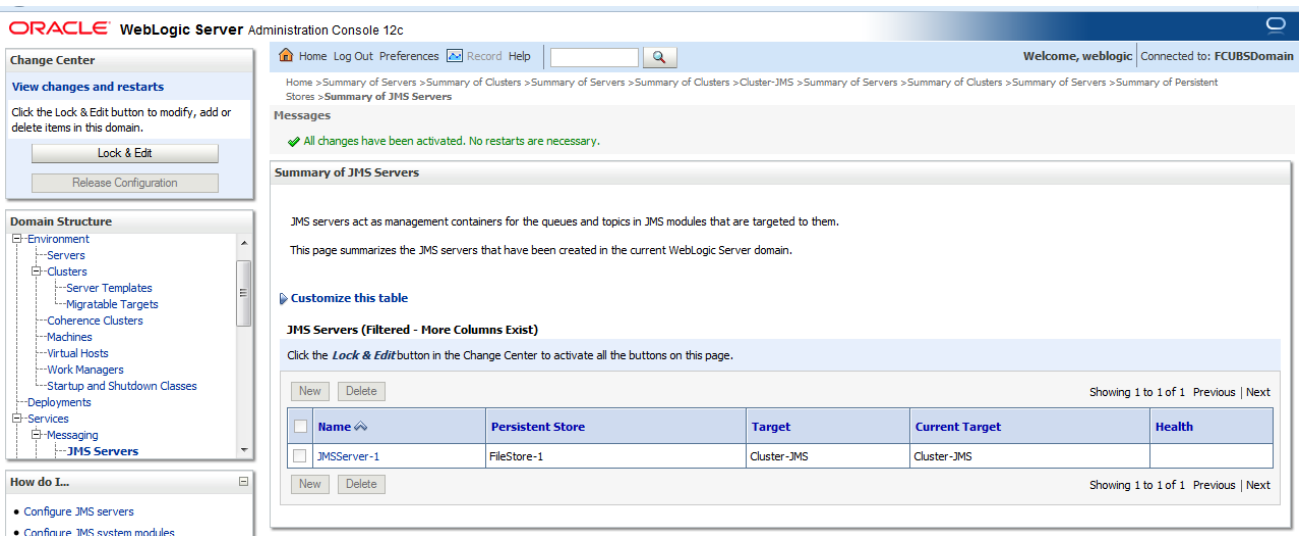 ORACLE WebLogic Server Administration Console 12c
Change Center
View changes and restarts
Click the Lock & Edit button to modify, add or
delete items in this domain.
Lock & Edit
Release Configuration
Domain Structure
Environment
Servers
Clusters
Server Templates
Migratable Targets
Coherence Clusters
Machines
Virtual Hosts
Work Managers
Startup and Shutdown Classes
Deployments
Services
Messaging
JMS Servers
How do I...
Configure JMS servers
Configure JMS system modules
Home Log Out Preferences Record Help
Welcome, weblogic Connected to: FCUBSDomain
Home >Summary of Servers >Summary of Clusters >Summary of Servers >Summary of Clusters >Cluster-JMS >Summary of Servers >Summary of Clusters >Summary of Servers >Summary of Persistent
Stores >Summary of JMS Servers
Messages
All changes have been activated. No restarts are necessary.
Summary of JMS Servers
JMS servers act as management containers for the queues and topics in JMS modules that are targeted to them.
This page summarizes the JMS servers that have been created in the current WebLogic Server domain.
Customize this table
JMS Servers (Filtered - More Columns Exist)
Click the Lock & Edit button in the Change Center to activate all the buttons on this page.
New Delete Showing 1 to 1 of 1 Previous | Next
Name Persistent Store Target Current Target Health
JMSServer-1 FileStore-1 Cluster-JMS Cluster-JMS
New Delete Showing 1 to 1 of 1 Previous | Next